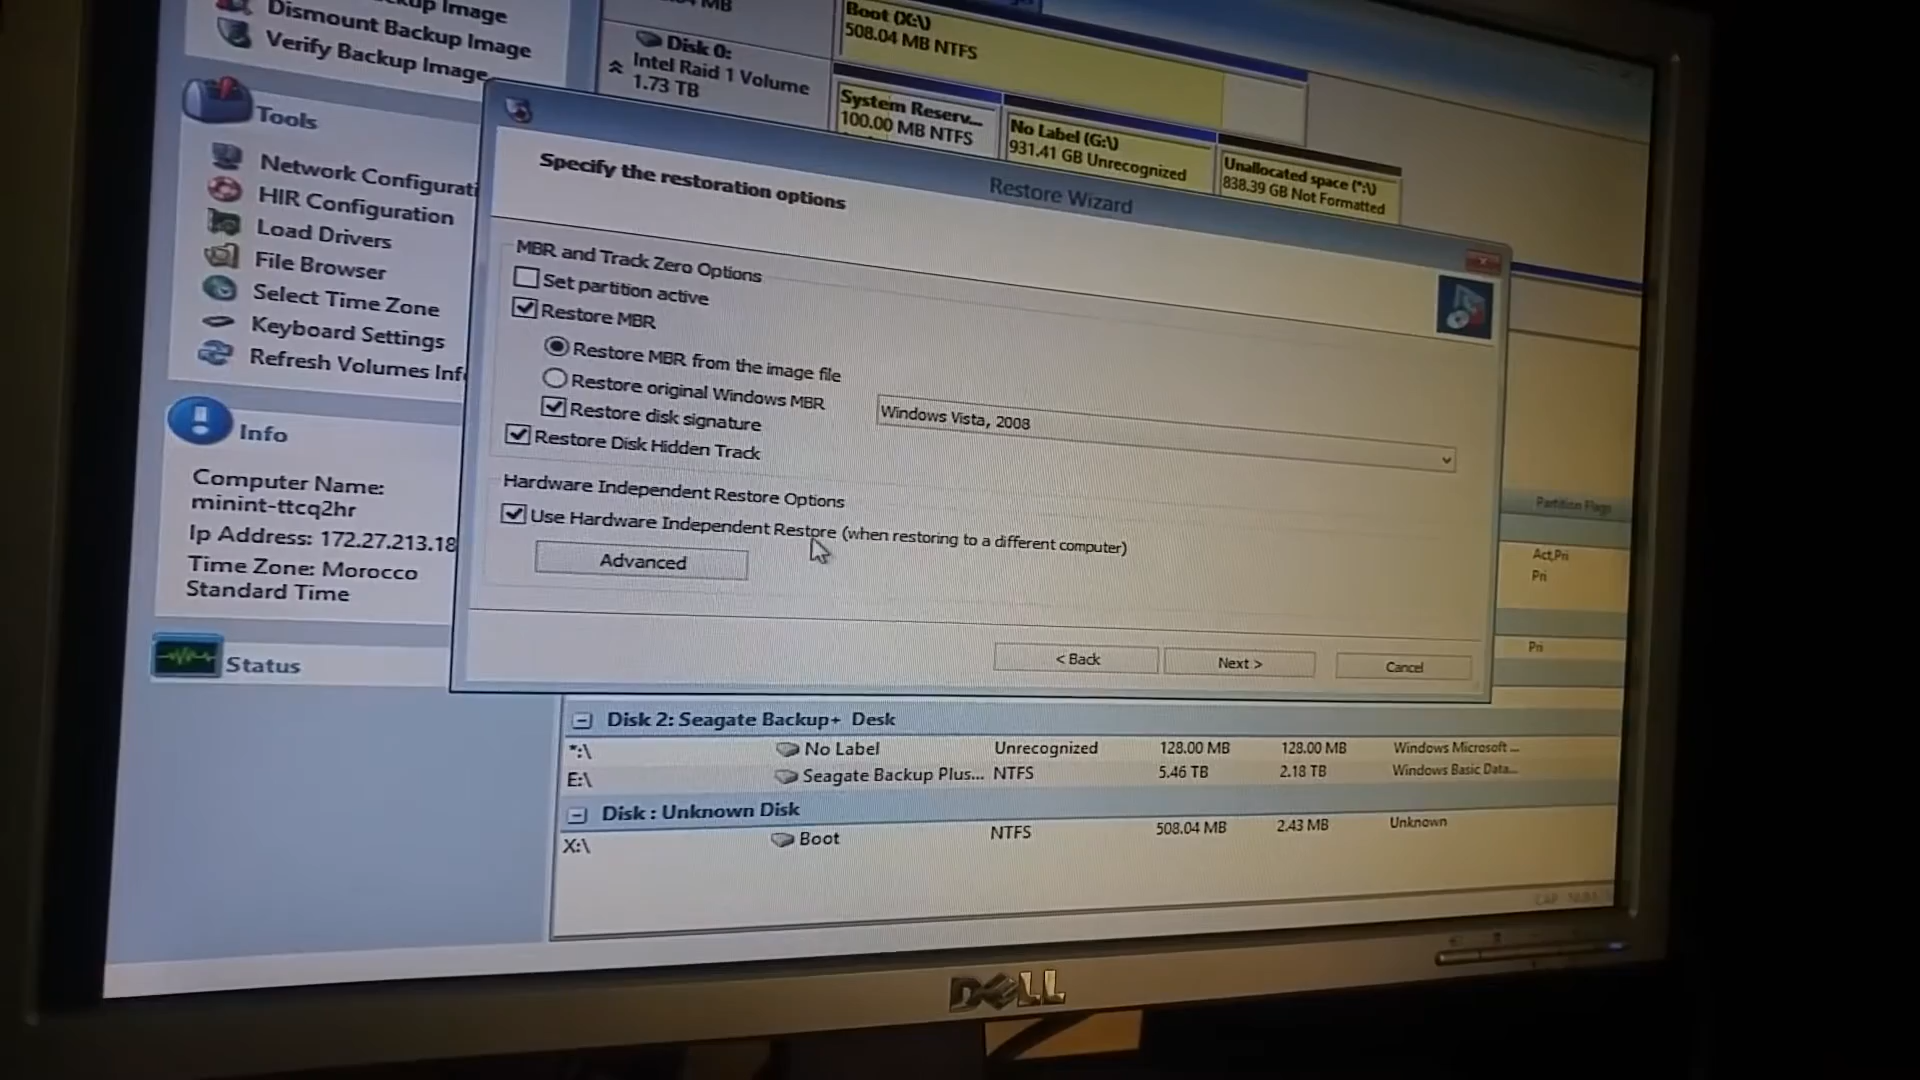 Dismount Backup Image
Verify Backup Image
Tools
Network Configurati
HIR Configuration
Load Drivers
File Browser
Select Time Zone
Keyboard Settings
Refresh Volumes Inf
Info
Computer Name:
minint-ttcq2hr
Ip Address: 172.27.213.18
Time Zone: Morocco
Standard Time
Status
Disk 0:
Intel Raid 1 Volume
1.73 TB
Boot (X:\)
508.04 MB NTFS
System Reserv...
100.00 MB NTFS
No Label (G:\)
931.41 GB Unrecognized
Unallocated space (*:\)
838.39 GB Not Formatted
Restore Wizard
Specify the restoration options
MBR and Track Zero Options
Set partition active
Restore MBR
Restore MBR from the image file
Restore original Windows MBR
Windows Vista, 2008
Restore disk signature
Restore Disk Hidden Track
Hardware Independent Restore Options
Use Hardware Independent Restore (when restoring to a different computer)
Advanced
< Back
Next >
Cancel
Partition Flags
Act,Pri
Pri
Pri
Disk 2: Seagate Backup+ Desk
*:\ No Label Unrecognized 128.00 MB 128.00 MB Windows Microsoft ...
E:\ Seagate Backup Plus... NTFS 5.46 TB 2.18 TB Windows Basic Data...
Disk : Unknown Disk
X:\ Boot NTFS 508.04 MB 2.43 MB Unknown
DELL